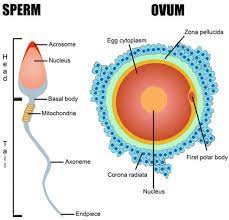 SPERM
Acrosome
Nucleus
Basal body
Mitochondria
Axoneme
Endpiece
Head
Tail
OVUM
Egg cytoplasm
Zona pellucida
First polar body
Corona radiata
Nucleus